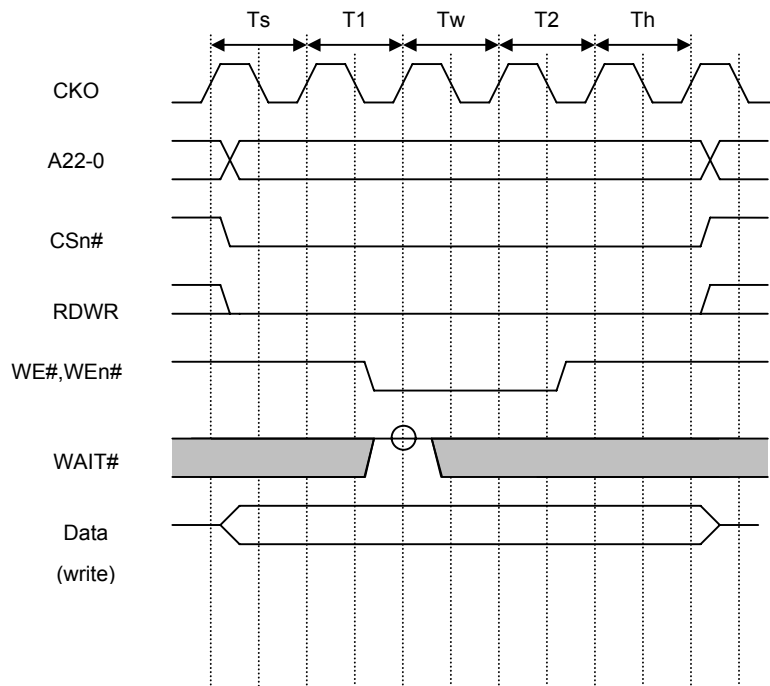 Ts T1 Tw T2 Th
CKO
A22-0
CSn#
RDWR
WE#,WEn#
WAIT#
Data
(write)